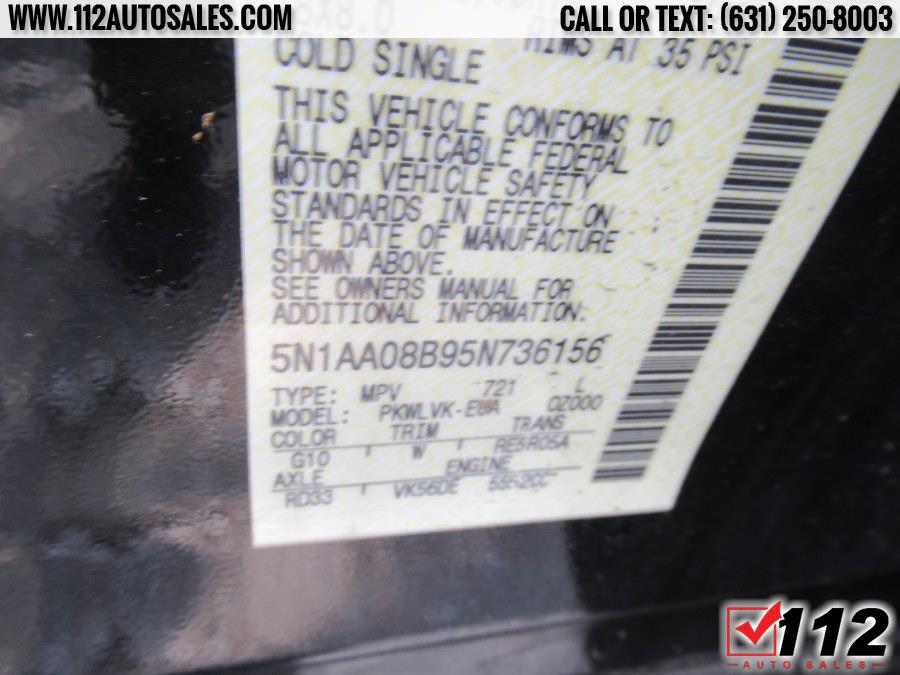 WWW.112AUTOSALES.COM
CALL OR TEXT: (631) 250-8003
RIMS AT 35 PSI
COLD SINGLE
THIS VEHICLE CONFORMS TO
ALL APPLICABLE FEDERAL
MOTOR VEHICLE SAFETY
STANDARDS IN EFFECT ON
THE DATE OF MANUFACTURE
SHOWN ABOVE.
SEE OWNERS MANUAL FOR
ADDITIONAL INFORMATION.
5N1AA08B95N736156
TYPE: MPV 721 L
MODEL: PKWLVK-EUA 0Z000
COLOR TRIM TRANS
G10 W RE5R05A
AXLE ENGINE
RD33 VK56DE 5552CC
112
AUTO SALES